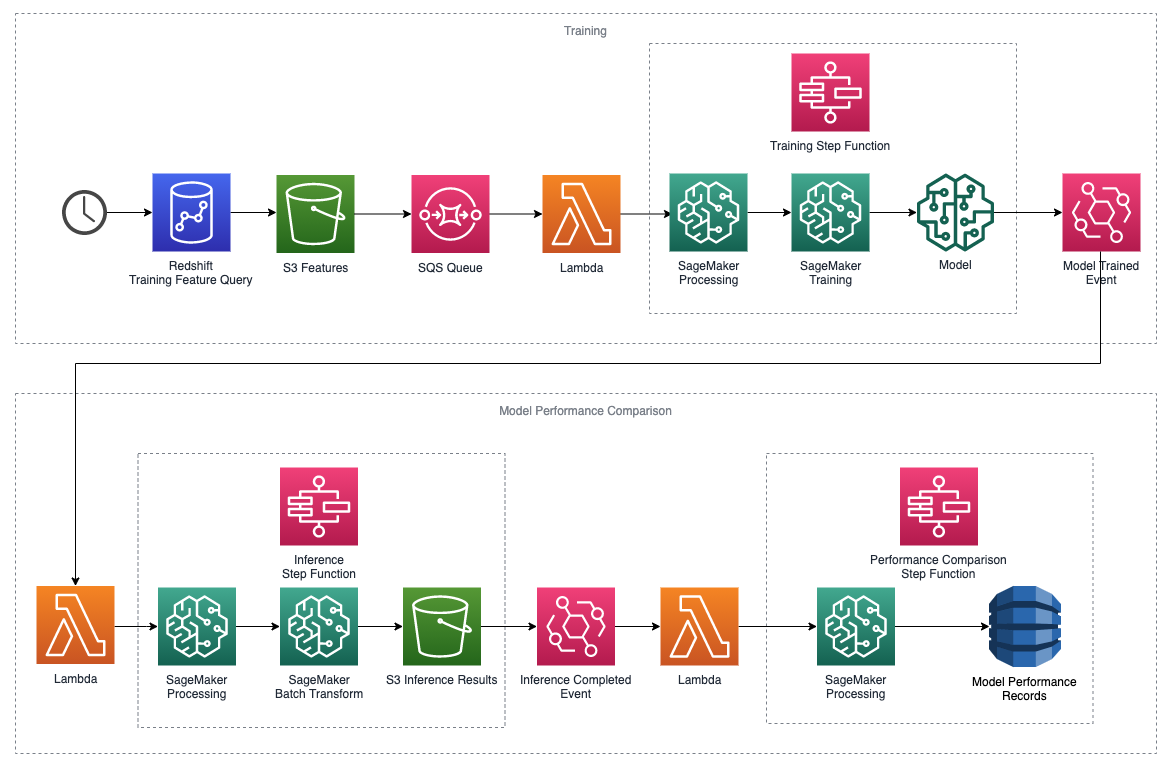 Training
Training Step Function
Redshift
Training Feature Query
S3 Features
SQS Queue
Lambda
SageMaker
Processing
SageMaker
Training
Model
Model Trained
Event
Model Performance Comparison
Inference
Step Function
Performance Comparison
Step Function
Lambda
SageMaker
Processing
SageMaker
Batch Transform
S3 Inference Results
Inference Completed
Event
Lambda
SageMaker
Processing
Model Performance
Records